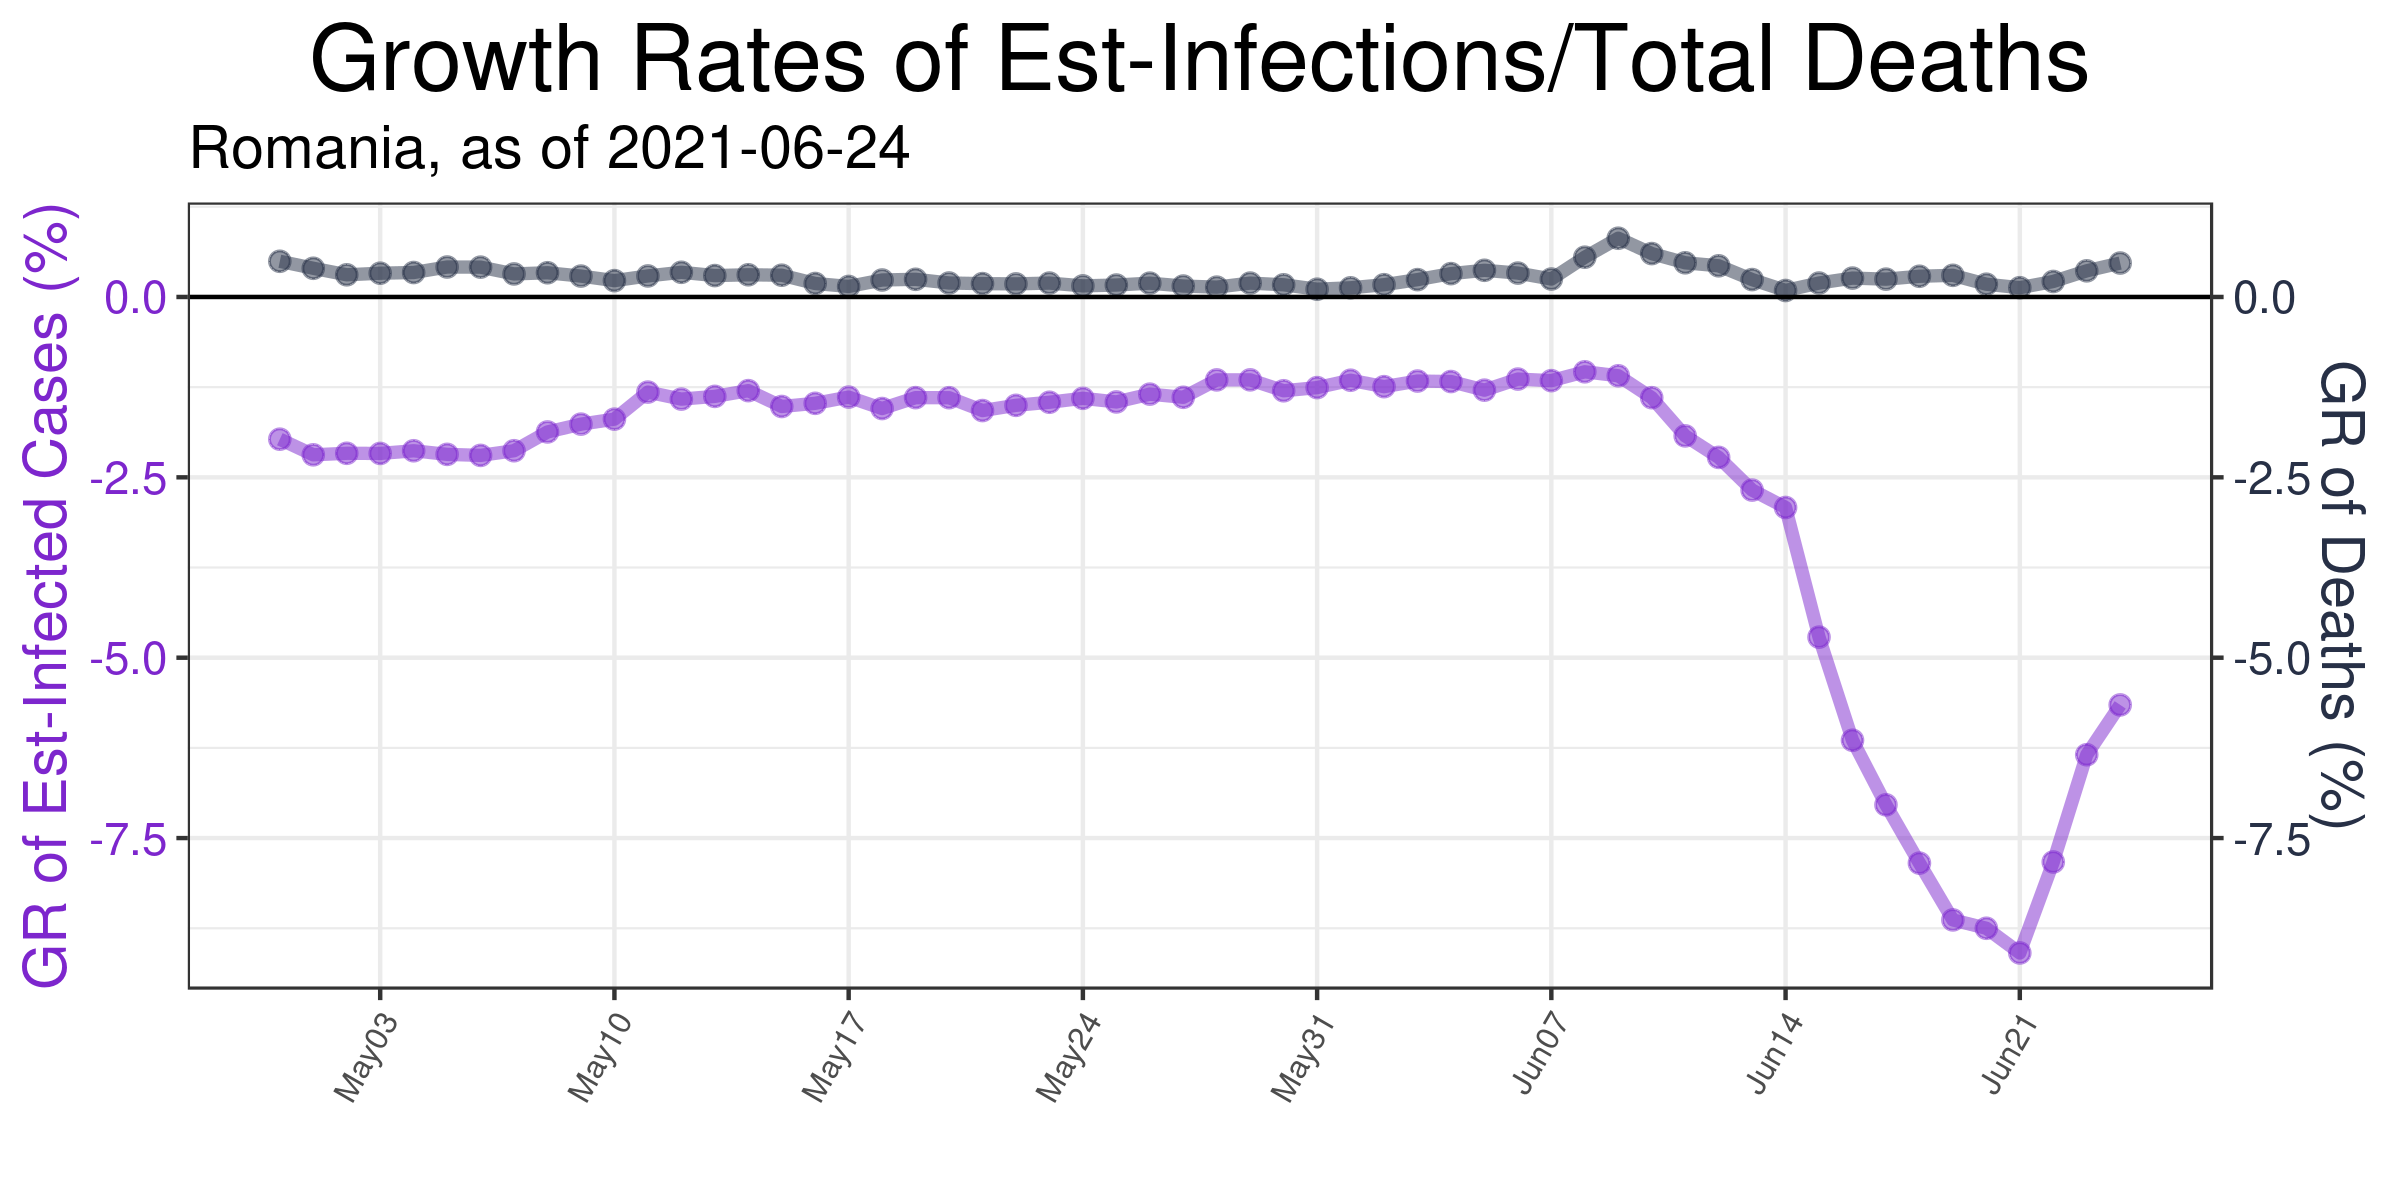 Growth Rates of Est-Infections/Total Deaths
Romania, as of 2021-06-24
GR of Est-Infected Cases (%)
0.0
-2.5
-5.0
-7.5
0.0
-2.5
-5.0
-7.5
GR of Deaths (%)
May03
May10
May17
May24
May31
Jun07
Jun14
Jun21